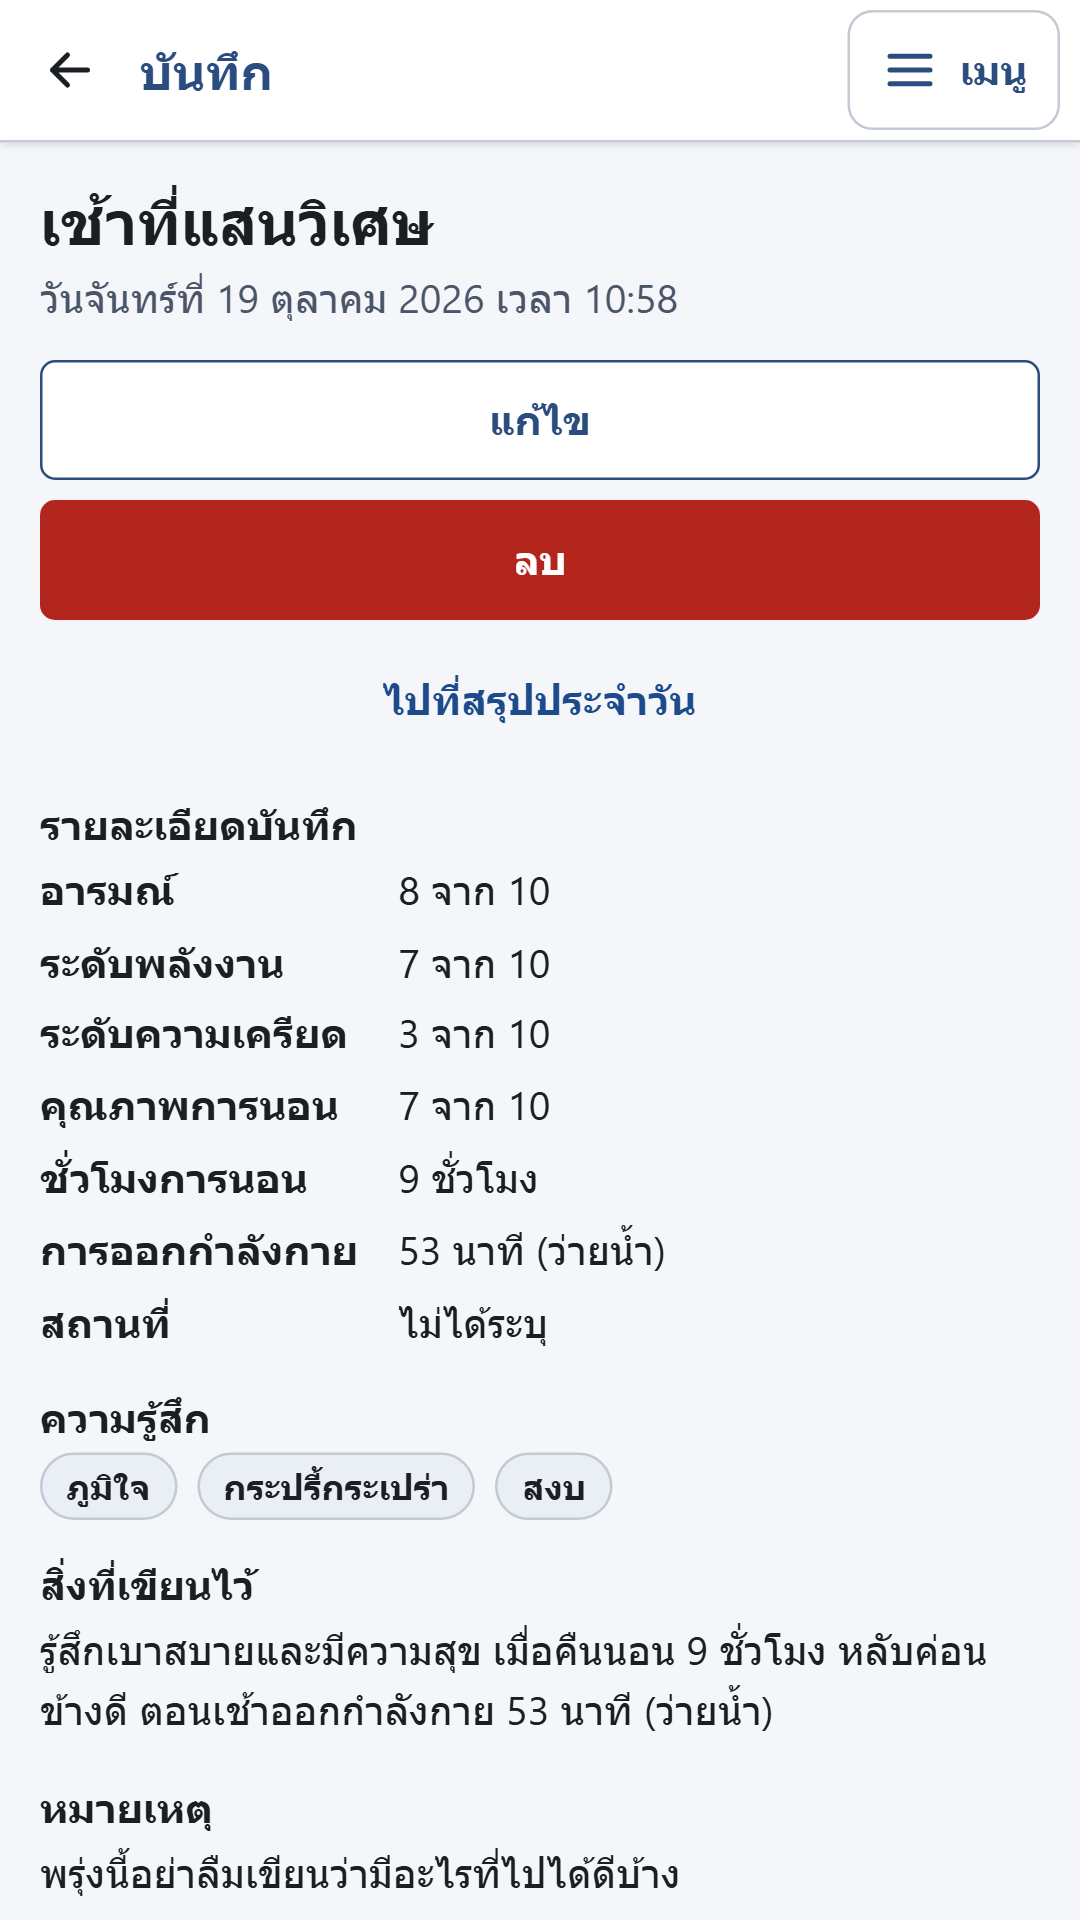 บันทึก
เมนู
เช้าที่แสนวิเศษ
วันจันทร์ที่ 19 ตุลาคม 2026 เวลา 10:58
แก้ไข
ลบ
ไปที่สรุปประจำวัน
รายละเอียดบันทึก
อารมณ์ 8 จาก 10
ระดับพลังงาน 7 จาก 10
ระดับความเครียด 3 จาก 10
คุณภาพการนอน 7 จาก 10
ชั่วโมงการนอน 9 ชั่วโมง
การออกกำลังกาย 53 นาที (ว่ายน้ำ)
สถานที่ ไม่ได้ระบุ
ความรู้สึก
ภูมิใจ กระปรี้กระเปร่า สงบ
สิ่งที่เขียนไว้
รู้สึกเบาสบายและมีความสุข เมื่อคืนนอน 9 ชั่วโมง หลับค่อน
ข้างดี ตอนเช้าออกกำลังกาย 53 นาที (ว่ายน้ำ)
หมายเหตุ
พรุ่งนี้อย่าลืมเขียนว่ามีอะไรที่ไปได้ดีบ้าง